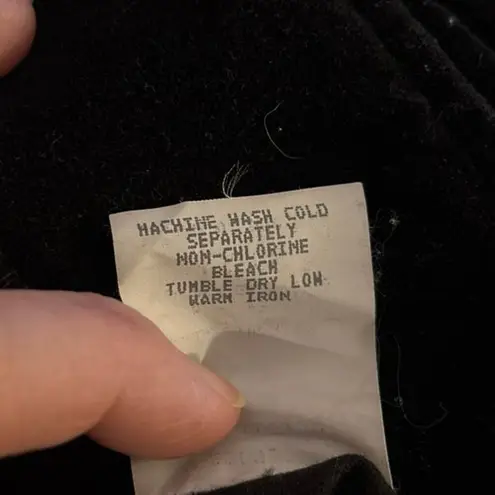 MACHINE WASH COLD
SEPARATELY
NON-CHLORINE
BLEACH
TUMBLE DRY LOW
WARM IRON